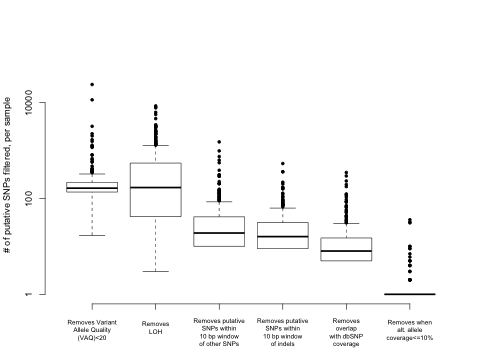 # of putative SNPs filtered, per sample
10000
100
1
Removes Variant
Allele Quality
(VAQ)<20
Removes
LOH
Removes putative
SNPs within
10 bp window
of other SNPs
Removes putative
SNPs within
10 bp window
of indels
Removes
overlap
with dbSNP
coverage
Removes when
alt. allele
coverage<=10%